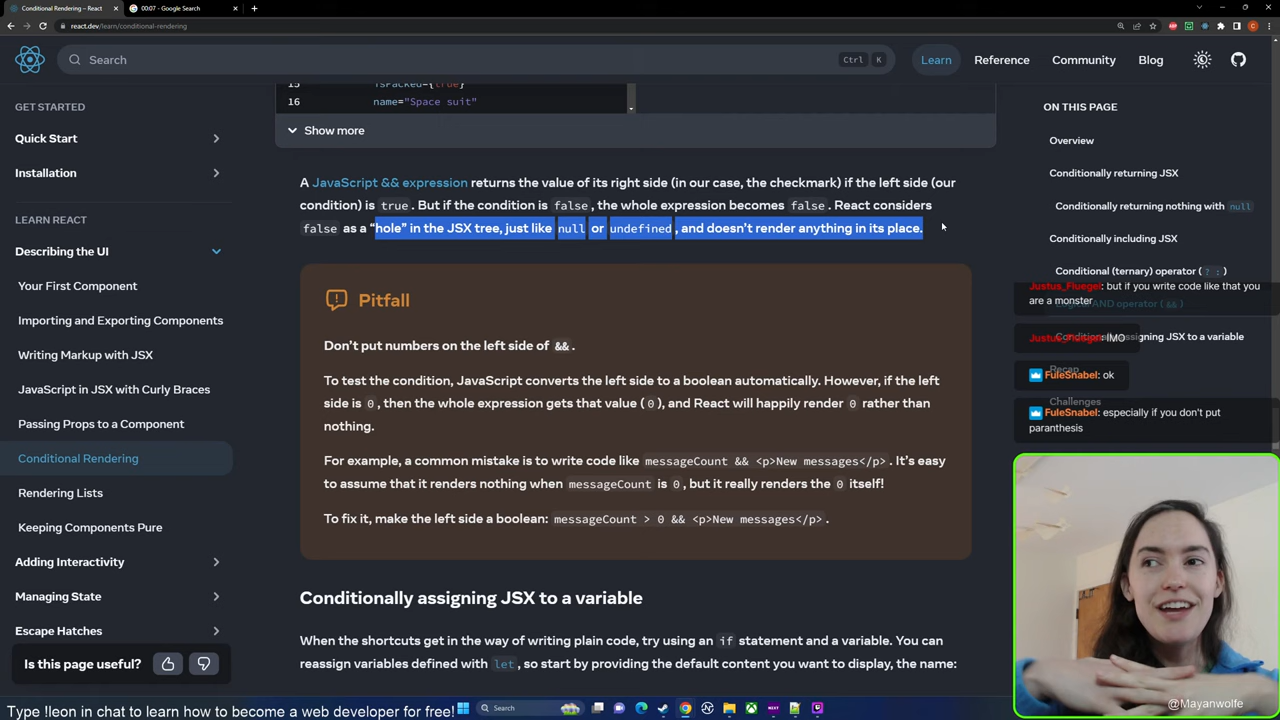 Conditional Rendering – React
00:07 - Google Search
react.dev/learn/conditional-rendering
Search
Ctrl K
Learn
Reference
Community
Blog
GET STARTED
Quick Start
Installation
LEARN REACT
Describing the UI
Your First Component
Importing and Exporting Components
Writing Markup with JSX
JavaScript in JSX with Curly Braces
Passing Props to a Component
Conditional Rendering
Rendering Lists
Keeping Components Pure
Adding Interactivity
Managing State
Escape Hatches
Is this page useful?
15 isPacked={true}
16 name="Space suit"
Show more
A JavaScript && expression returns the value of its right side (in our case, the checkmark) if the left side (our
condition) is true. But if the condition is false, the whole expression becomes false. React considers
false as a “hole” in the JSX tree, just like null or undefined, and doesn’t render anything in its place.
Pitfall
Don’t put numbers on the left side of &&.
To test the condition, JavaScript converts the left side to a boolean automatically. However, if the left
side is 0, then the whole expression gets that value (0), and React will happily render 0 rather than
nothing.
For example, a common mistake is to write code like messageCount && <p>New messages</p>. It’s easy
to assume that it renders nothing when messageCount is 0, but it really renders the 0 itself!
To fix it, make the left side a boolean: messageCount > 0 && <p>New messages</p>.
Conditionally assigning JSX to a variable
When the shortcuts get in the way of writing plain code, try using an if statement and a variable. You can
reassign variables defined with let, so start by providing the default content you want to display, the name:
ON THIS PAGE
Overview
Conditionally returning JSX
Conditionally returning nothing with null
Conditionally including JSX
Conditional (ternary) operator (? :)
Justus_Fluegel: but if you write code like that you
are a monster
Logical AND operator (&&)
Conditionally assigning JSX to a variable
Justus_Fluegel: IMO
Recap
FuleSnabel: ok
Challenges
FuleSnabel: especially if you don't put
paranthesis
@Mayanwolfe
Type !leon in chat to learn how to become a web developer for free!
Search